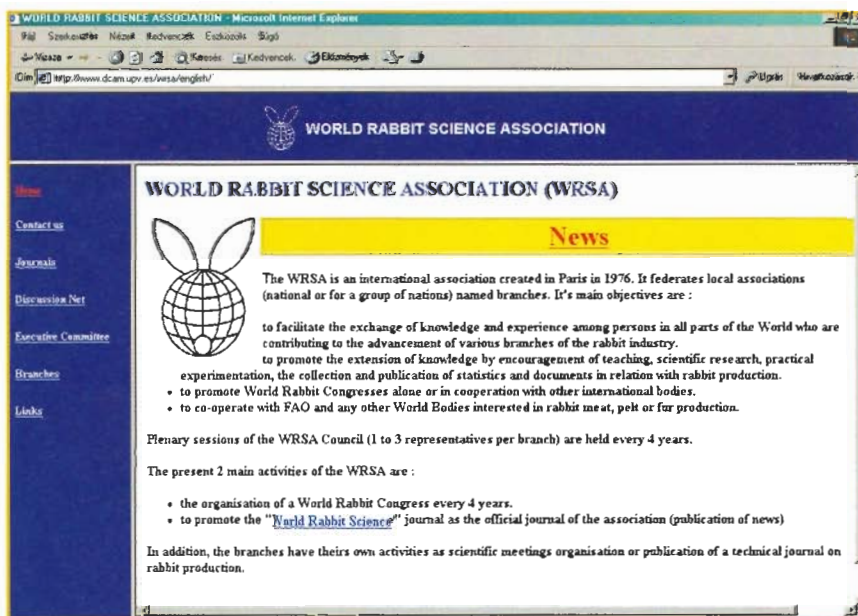 WORLD RABBIT SCIENCE ASSOCIATION - Microsoft Internet Explorer
Fájl Szerkesztés Nézet Kedvencek Eszközök Súgó
Vissza Keresés Kedvencek Előzmények
Cím http://www.dcam.upv.es/wrsa/english/ Ugrás Hivatkozások
WORLD RABBIT SCIENCE ASSOCIATION
Home
Contact us
Journals
Discussion Net
Executive Committee
Branches
Links
WORLD RABBIT SCIENCE ASSOCIATION (WRSA)
News
The WRSA is an international association created in Paris in 1976. It federates local associations
(national or for a group of nations) named branches. It's main objectives are :
to facilitate the exchange of knowledge and experience among persons in all parts of the World who are
contributing to the advancement of various branches of the rabbit industry.
to promote the extension of knowledge by encouragement of teaching, scientific research, practical
experimentation, the collection and publication of statistics and documents in relation with rabbit production.
• to promote World Rabbit Congresses alone or in cooperation with other international bodies.
• to co-operate with FAO and any other World Bodies interested in rabbit meat, pelt or fur production.
Plenary sessions of the WRSA Council (1 to 3 representatives per branch) are held every 4 years.
The present 2 main activities of the WRSA are :
• the organisation of a World Rabbit Congress every 4 years.
• to promote the "World Rabbit Science" journal as the official journal of the association (publication of news)
In addition, the branches have theirs own activities as scientific meetings organisation or publication of a technical journal on
rabbit production.